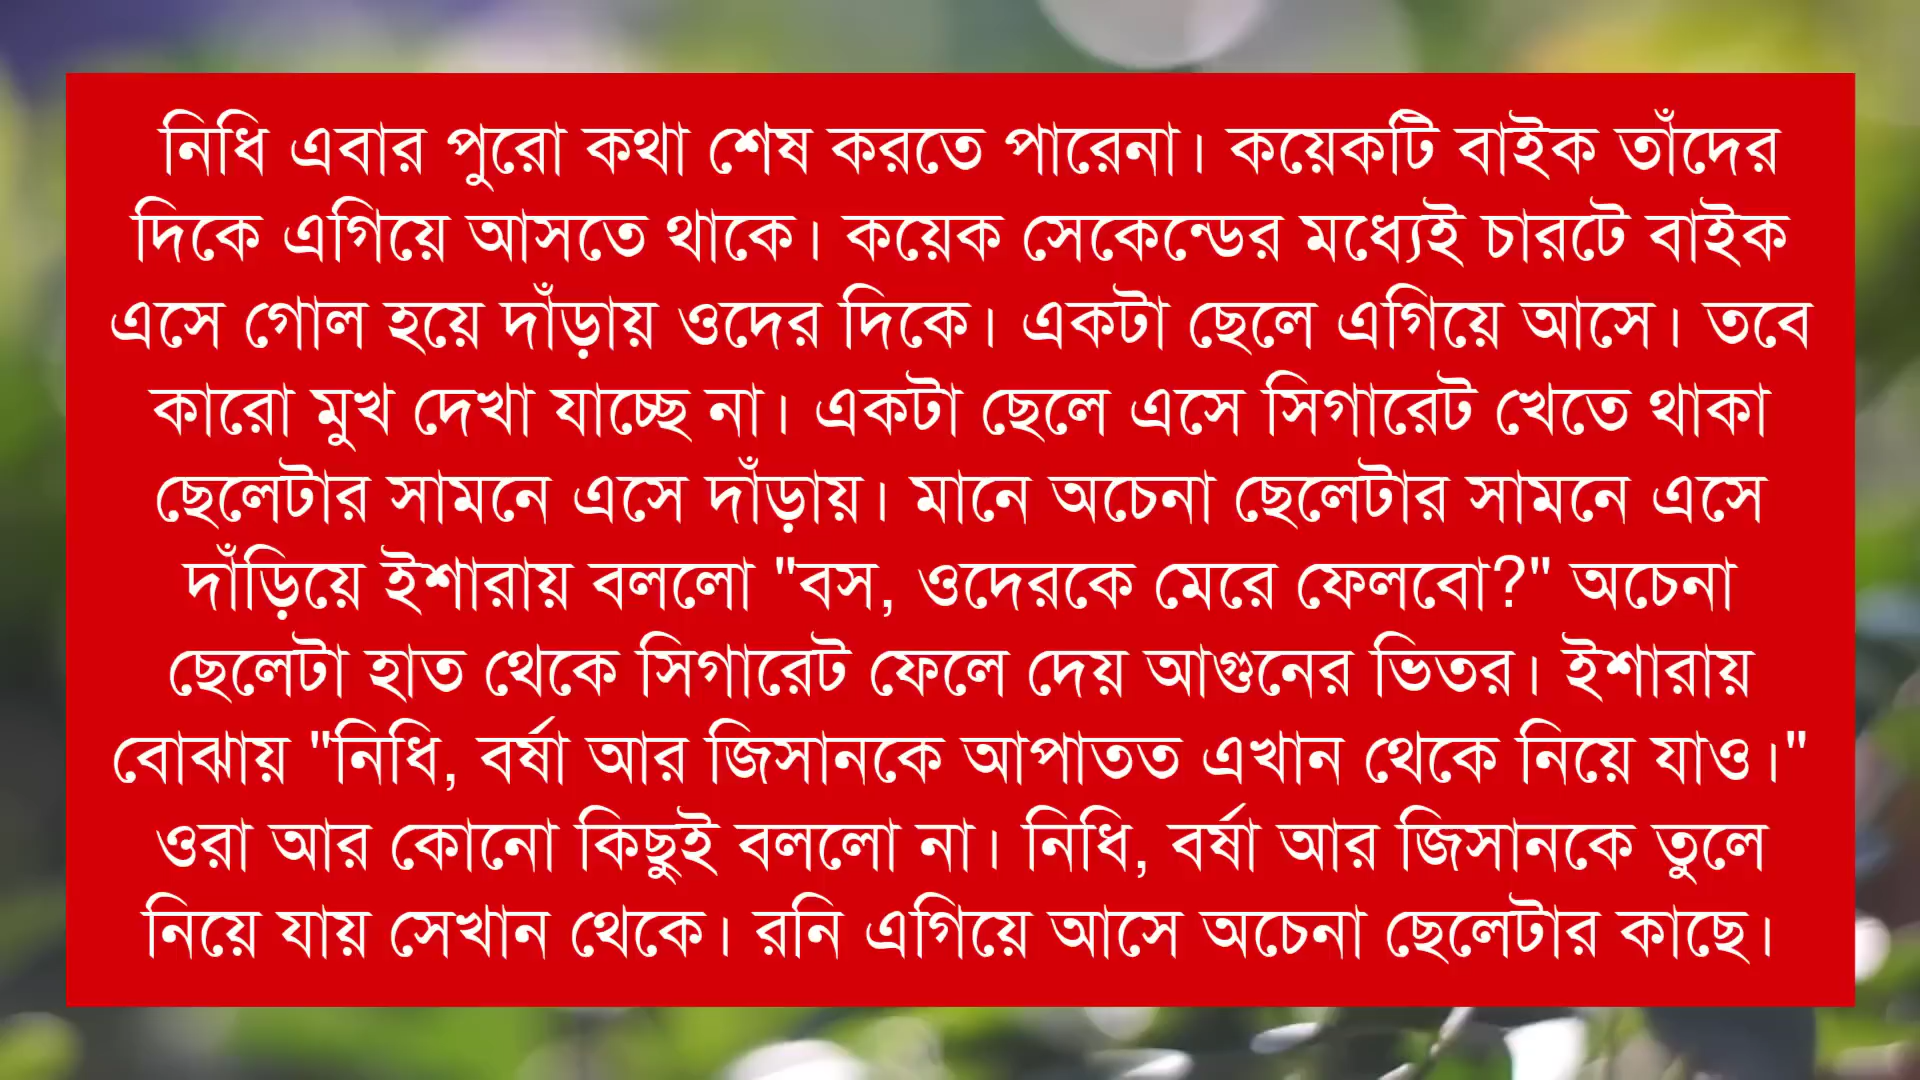 নিধি এবার পুরো কথা শেষ করতে পারেনা। কয়েকটি বাইক তাঁদের
দিকে এগিয়ে আসতে থাকে। কয়েক সেকেন্ডের মধ্যেই চারটে বাইক
এসে গোল হয়ে দাঁড়ায় ওদের দিকে। একটা ছেলে এগিয়ে আসে। তবে
কারো মুখ দেখা যাচ্ছে না। একটা ছেলে এসে সিগারেট খেতে থাকা
ছেলেটার সামনে এসে দাঁড়ায়। মানে অচেনা ছেলেটার সামনে এসে
দাঁড়িয়ে ইশারায় বললো "বস, ওদেরকে মেরে ফেলবো?" অচেনা
ছেলেটা হাত থেকে সিগারেট ফেলে দেয় আগুনের ভিতর। ইশারায়
বোঝায় "নিধি, বর্ষা আর জিসানকে আপাতত এখান থেকে নিয়ে যাও।"
ওরা আর কোনো কিছুই বললো না। নিধি, বর্ষা আর জিসানকে তুলে
নিয়ে যায় সেখান থেকে। রনি এগিয়ে আসে অচেনা ছেলেটার কাছে।